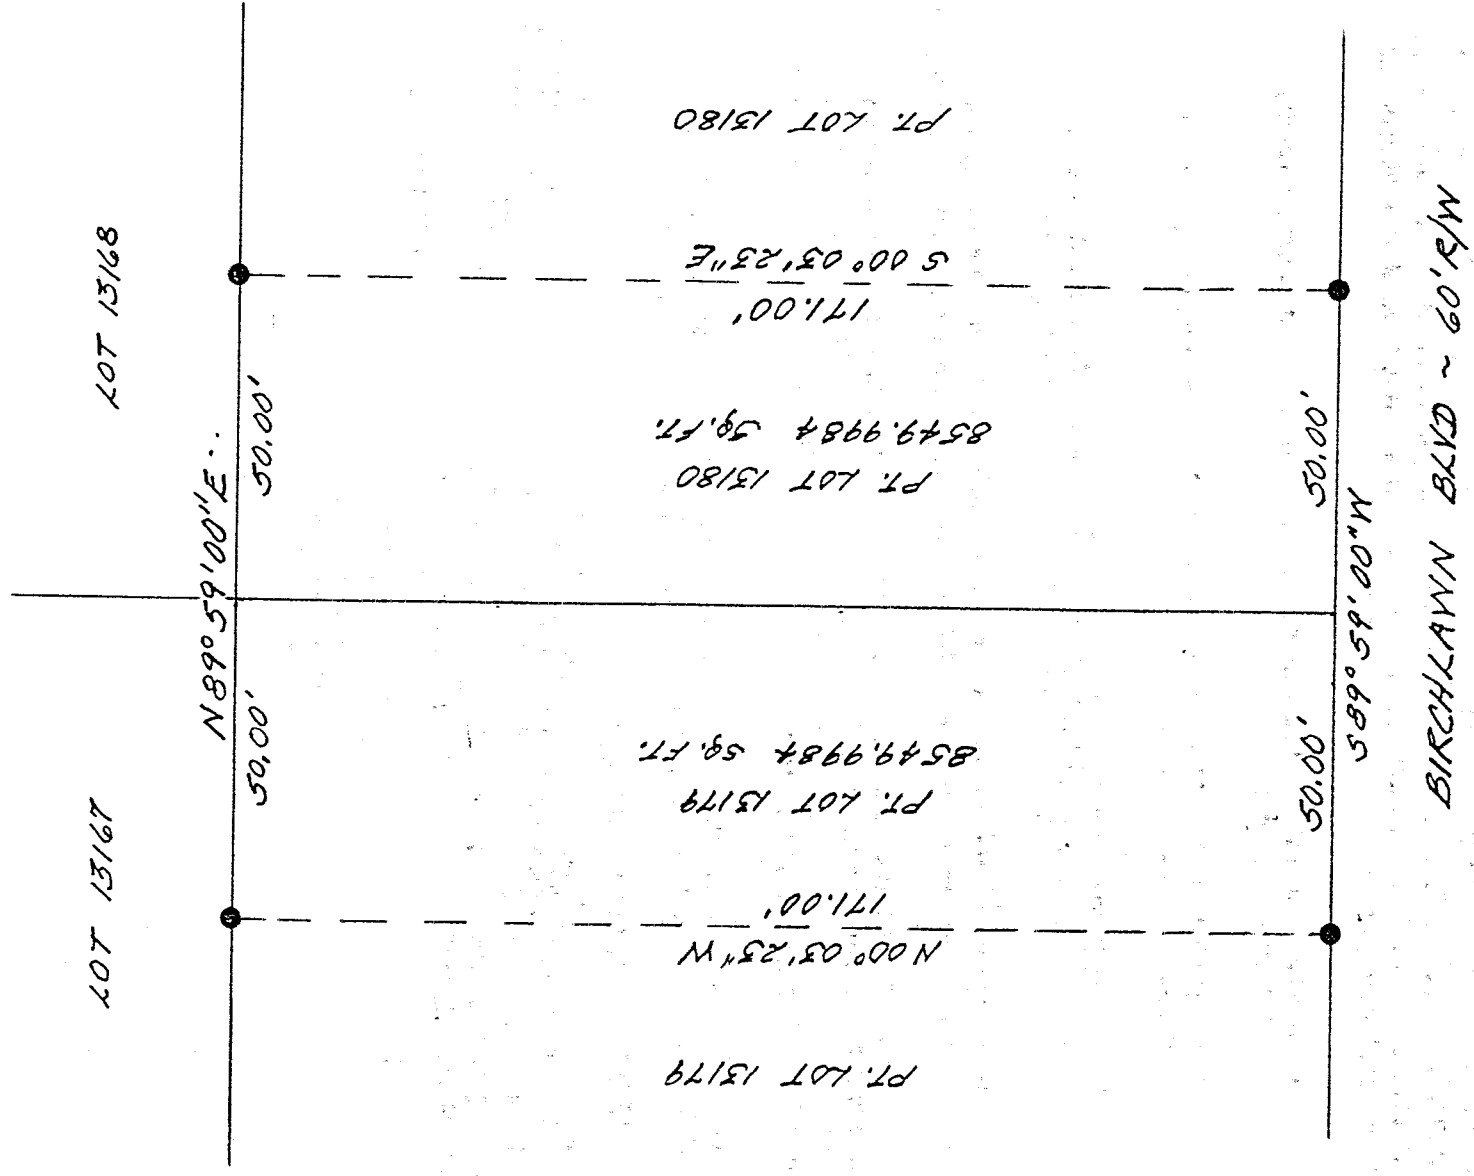 LOT 13167
LOT 13168
N 89° 59' 00" E
50.00'
50.00'
PT. LOT 13179
N 00° 03' 23" W
171.00'
PT. LOT 13179
8549.9984 SQ. FT.
PT. LOT 13180
8549.9984 SQ. FT.
171.00'
S 00° 03' 23" E
PT. LOT 13180
50.00'
50.00'
S 89° 59' 00" W
BIRCHLAWN BLVD ~ 60' R/W